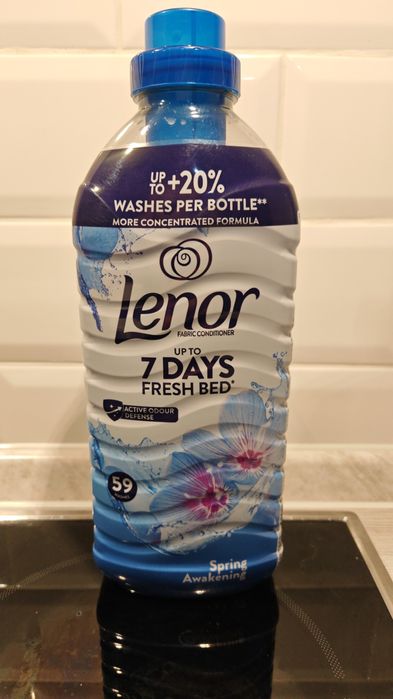 UP TO +20%
WASHES PER BOTTLE**
MORE CONCENTRATED FORMULA
Lenor
FABRIC CONDITIONER
UP TO
7 DAYS
FRESH BED*
ACTIVE ODOUR
DEFENSE
59
Spring
Awakening